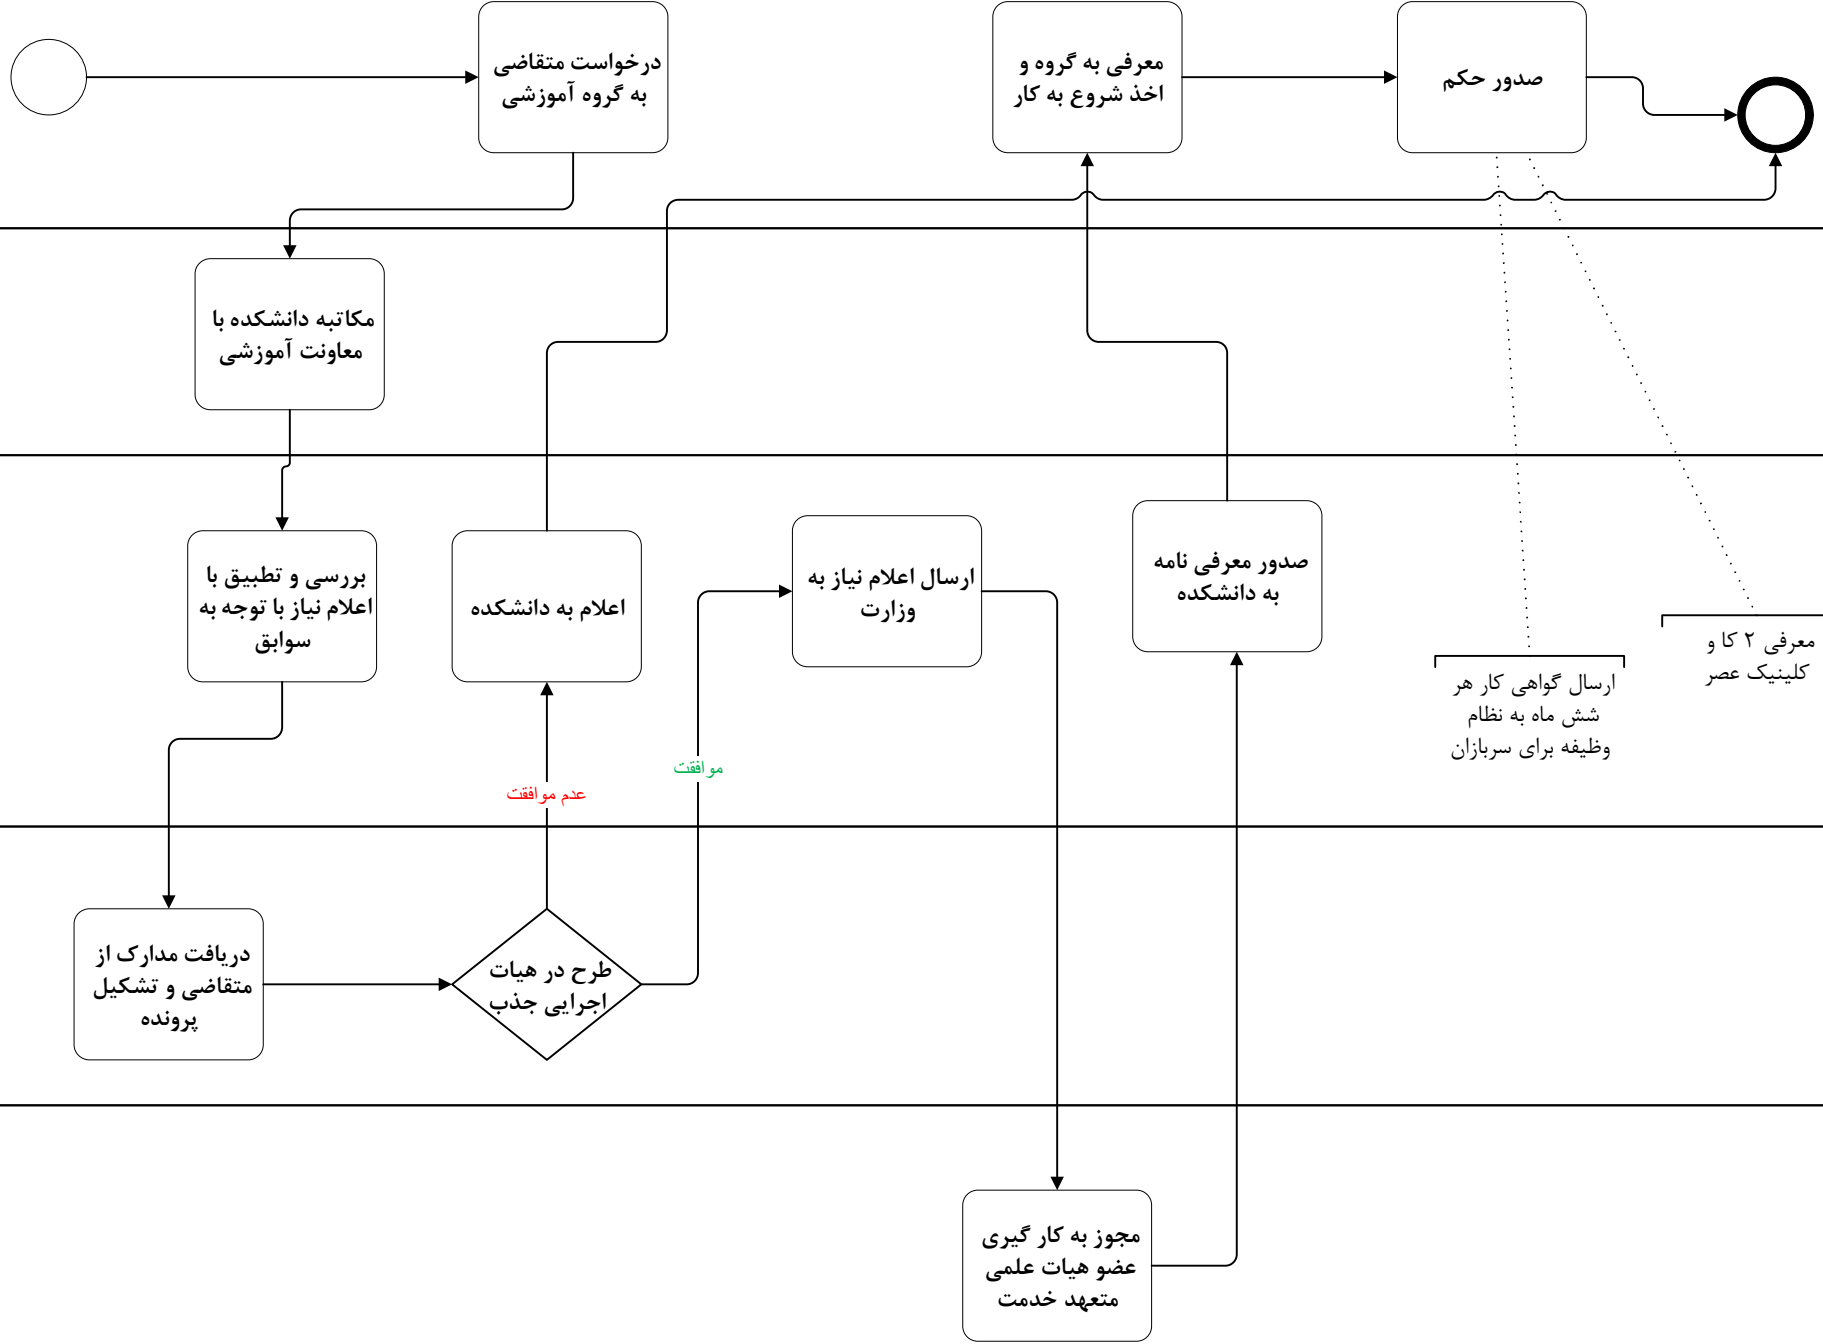 درخواست متقاضی
به گروه آموزشی
معرفی به گروه و
اخذ شروع به کار
صدور حکم
مکاتبه دانشکده با
معاونت آموزشی
بررسی و تطبیق با
اعلام نیاز با توجه به
سوابق
اعلام به دانشکده
ارسال اعلام نیاز به
وزارت
صدور معرفی نامه
به دانشکده
معرفی ۲ کا و
کلینیک عصر
ارسال گواهی کار هر
شش ماه به نظام
وظیفه برای سربازان
موافقت
عدم موافقت
دریافت مدارک از
متقاضی و تشکیل
پرونده
طرح در هیات
اجرایی جذب
مجوز به کار گیری
عضو هیات علمی
متعهد خدمت